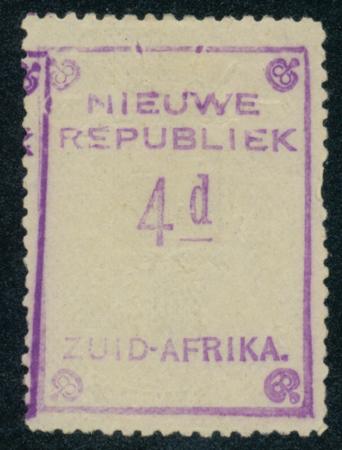 NIEUWE
REPUBLIEK
4d
ZUID-AFRIKA.